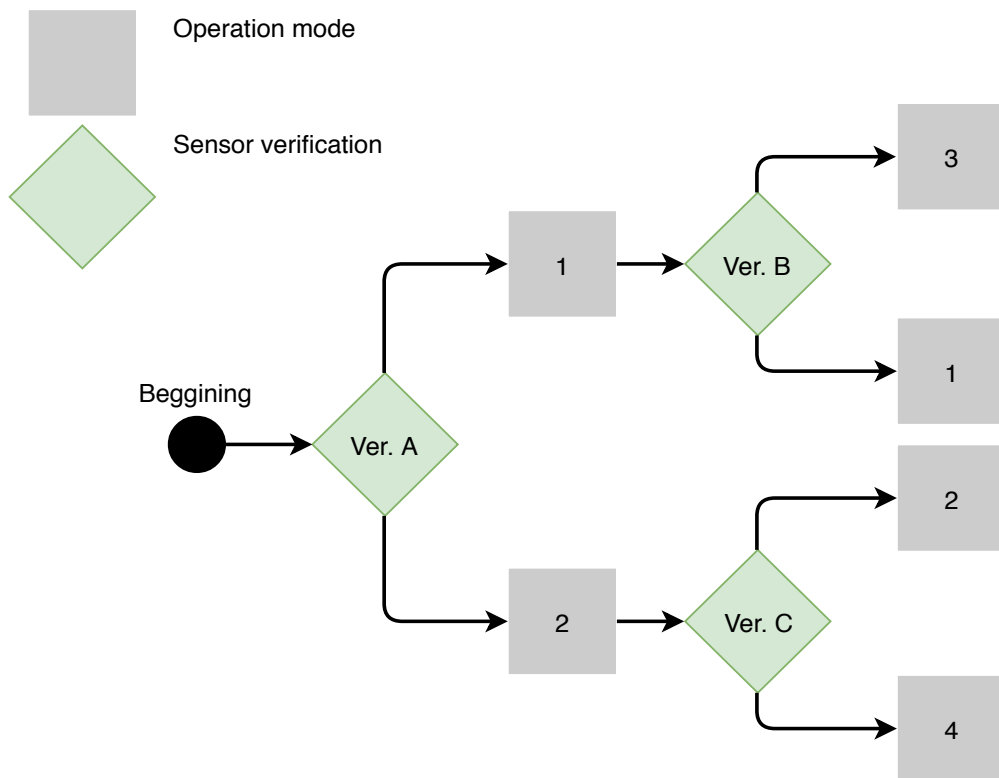 Operation mode
Sensor verification
3
1
Ver. B
1
Beggining
Ver. A
2
2
Ver. C
4